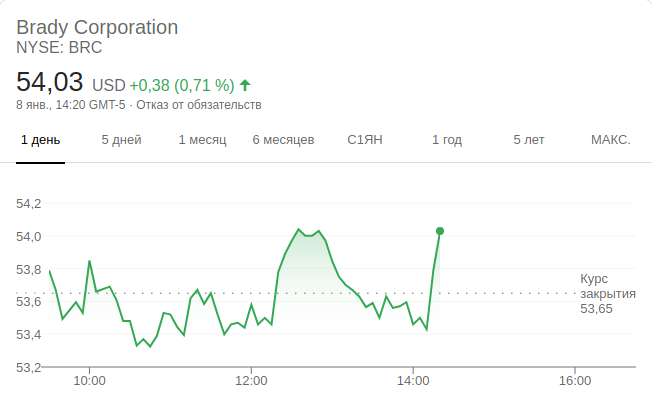 Brady Corporation
NYSE: BRC
54,03 USD +0,38 (0,71 %)
8 янв., 14:20 GMT-5 · Отказ от обязательств
1 день 5 дней 1 месяц 6 месяцев С1ЯН 1 год 5 лет МАКС.
54,2
54,0
53,8
53,6
53,4
53,2
Курс
закрытия
53,65
10:00 12:00 14:00 16:00